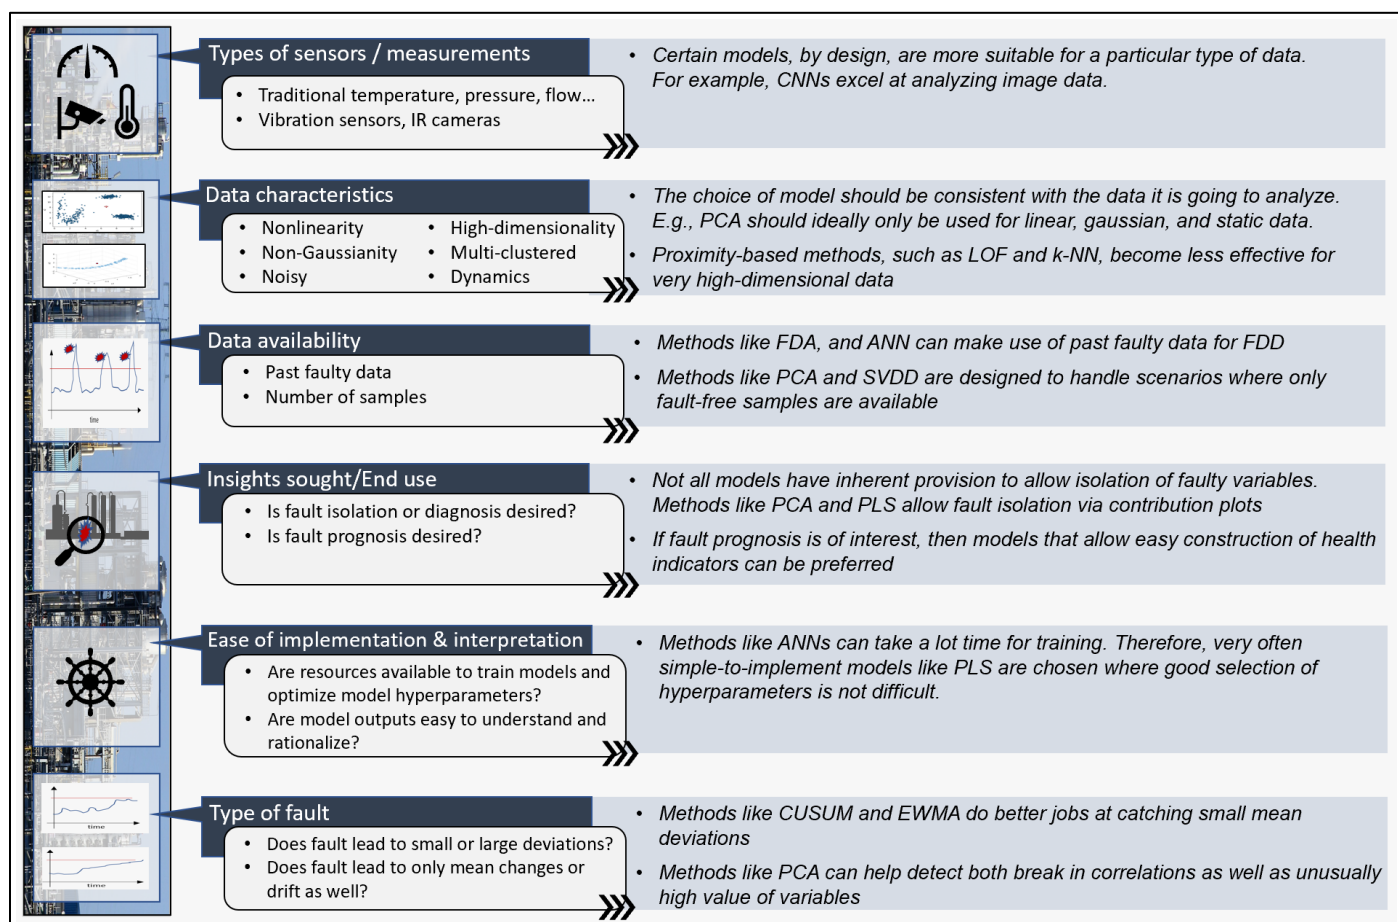 Types of sensors / measurements
• Traditional temperature, pressure, flow...
• Vibration sensors, IR cameras
• Certain models, by design, are more suitable for a particular type of data.
For example, CNNs excel at analyzing image data.
Data characteristics
• Nonlinearity
• Non-Gaussianity
• Noisy
• High-dimensionality
• Multi-clustered
• Dynamics
• The choice of model should be consistent with the data it is going to analyze.
E.g., PCA should ideally only be used for linear, gaussian, and static data.
• Proximity-based methods, such as LOF and k-NN, become less effective for
very high-dimensional data
time
Data availability
• Past faulty data
• Number of samples
• Methods like FDA, and ANN can make use of past faulty data for FDD
• Methods like PCA and SVDD are designed to handle scenarios where only
fault-free samples are available
Insights sought/End use
• Is fault isolation or diagnosis desired?
• Is fault prognosis desired?
• Not all models have inherent provision to allow isolation of faulty variables.
Methods like PCA and PLS allow fault isolation via contribution plots
• If fault prognosis is of interest, then models that allow easy construction of health
indicators can be preferred
Ease of implementation & interpretation
• Are resources available to train models and
optimize model hyperparameters?
• Are model outputs easy to understand and
rationalize?
• Methods like ANNs can take a lot time for training. Therefore, very often
simple-to-implement models like PLS are chosen where good selection of
hyperparameters is not difficult.
time
time
Type of fault
• Does fault lead to small or large deviations?
• Does fault lead to only mean changes or
drift as well?
• Methods like CUSUM and EWMA do better jobs at catching small mean
deviations
• Methods like PCA can help detect both break in correlations as well as unusually
high value of variables